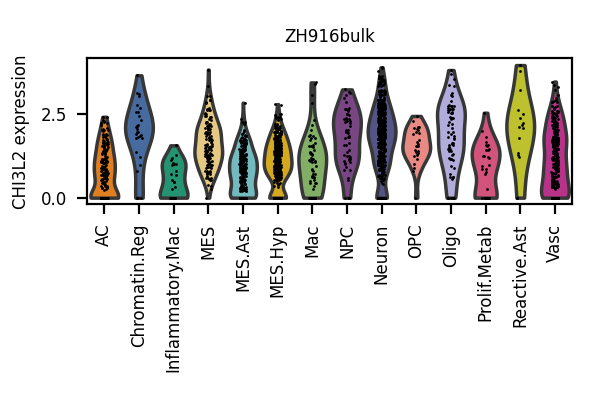 ZH916bulk
CHI3L2 expression
2.5
0.0
AC
Chromatin.Reg
Inflammatory.Mac
MES
MES.Ast
MES.Hyp
Mac
NPC
Neuron
OPC
Oligo
Prolif.Metab
Reactive.Ast
Vasc